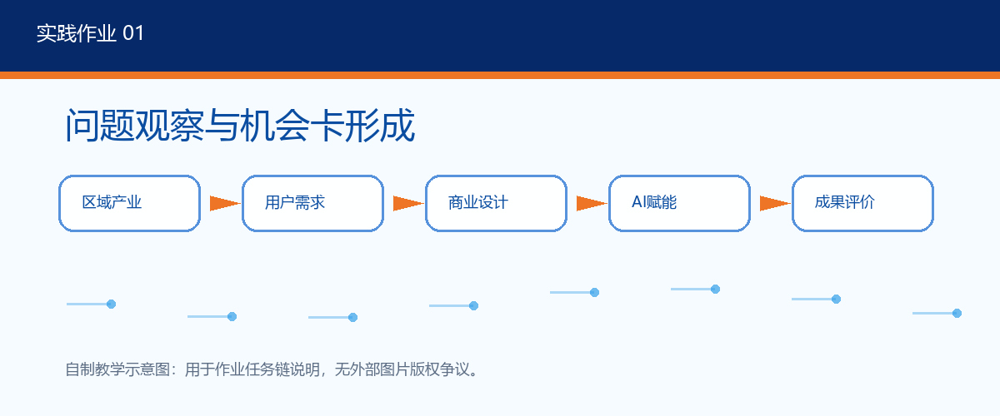 实践作业 01
问题观察与机会卡形成
区域产业
用户需求
商业设计
AI赋能
成果评价
自制教学示意图：用于作业任务链说明，无外部图片版权争议。